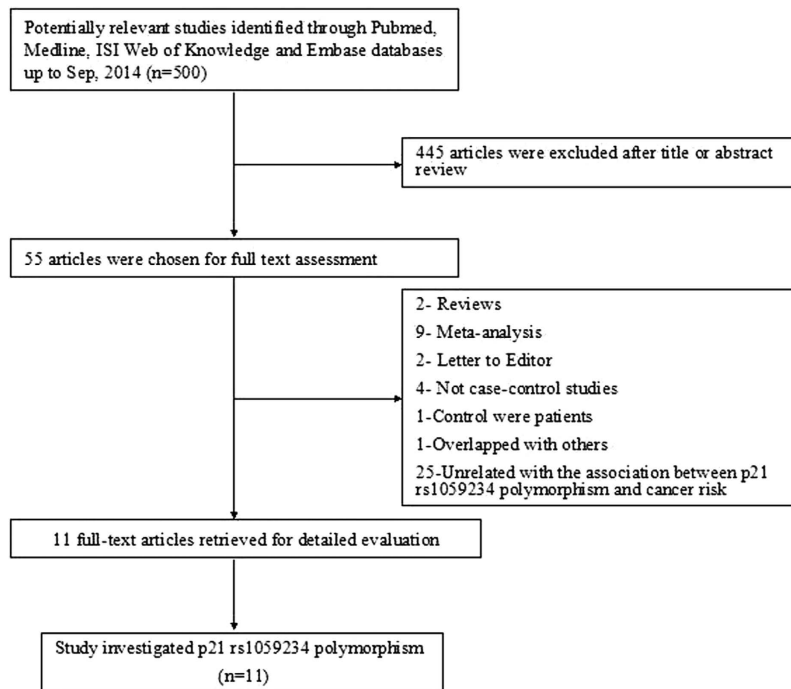 Potentially relevant studies identified through Pubmed,
Medline, ISI Web of Knowledge and Embase databases
up to Sep, 2014 (n=500)
445 articles were excluded after title or abstract
review
55 articles were chosen for full text assessment
2- Reviews
9- Meta-analysis
2- Letter to Editor
4- Not case-control studies
1-Control were patients
1-Overlapped with others
25-Unrelated with the association between p21
rs1059234 polymorphism and cancer risk
11 full-text articles retrieved for detailed evaluation
Study investigated p21 rs1059234 polymorphism
(n=11)